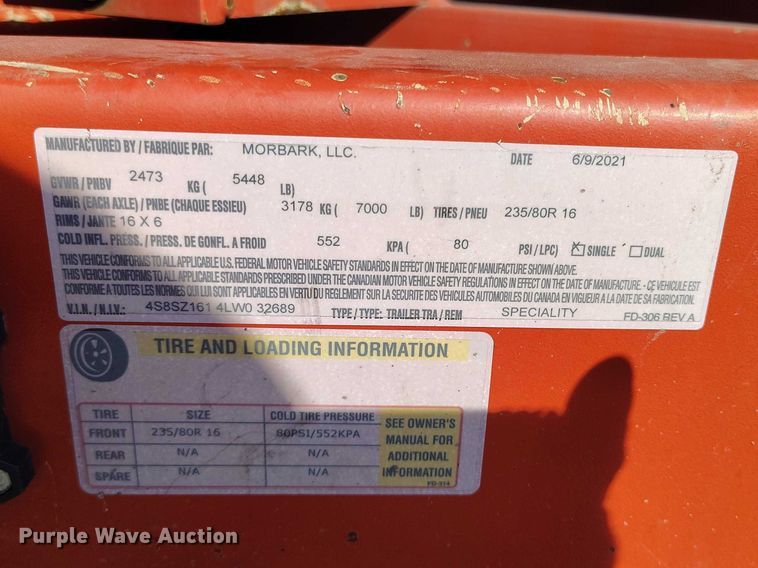 MANUFACTURED BY / FABRIQUE PAR: MORBARK, LLC. DATE 6/9/2021
GVWR / PNBV 2473 KG ( 5448 LB)
GAWR (EACH AXLE) / PNBE (CHAQUE ESSIEU) 3178 KG ( 7000 LB) TIRES / PNEU 235/80R 16
RIMS / JANTE 16 X 6
COLD INFL. PRESS. / PRESS. DE GONFL. A FROID 552 KPA ( 80 PSI / LPC) X SINGLE DUAL
THIS VEHICLE CONFORMS TO ALL APPLICABLE U.S. FEDERAL MOTOR VEHICLE SAFETY STANDARDS IN EFFECT ON THE DATE OF MANUFACTURE SHOWN ABOVE.
THIS VEHICLE CONFORMS TO ALL APPLICABLE STANDARDS PRESCRIBED UNDER THE CANADIAN MOTOR VEHICLE SAFETY REGULATIONS IN EFFECT ON THE DATE OF MANUFACTURE. - CE VÉHICULE EST
CONFORME A TOUTES LES NORMES QUI LUI SONT APPLICABLES EN VERTU DU REGLEMENT SUR LA SECURITE DES VEHICULES AUTOMOBILES DU CANADA EN VIGUEUR A LA DATE DE SA FABRICATION.
V.I.N. / N.I.V.: 4S8SZ161 4LW0 32689 TYPE / TYPE: TRAILER TRA / REM SPECIALITY FD-306 REV A
TIRE AND LOADING INFORMATION
TIRE SIZE COLD TIRE PRESSURE
FRONT 235/80R 16 80PSI/552KPA
REAR N/A N/A
SPARE N/A N/A
SEE OWNER'S
MANUAL FOR
ADDITIONAL
INFORMATION
FD-314
Purple Wave Auction